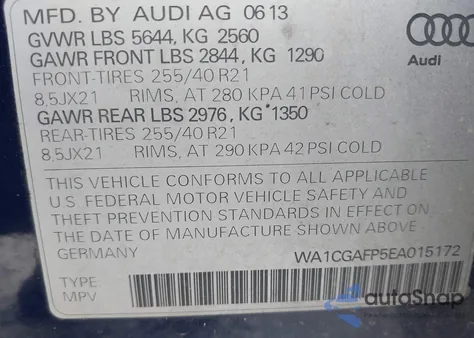 MFD. BY AUDI AG 0613
GVWR LBS 5644, KG 2560
GAWR FRONT LBS 2844, KG 1290
FRONT-TIRES 255/40 R21
8,5JX21 RIMS, AT 280 KPA 41 PSI COLD
GAWR REAR LBS 2976, KG 1350
REAR-TIRES 255/40 R21
8,5JX21 RIMS, AT 290 KPA 42 PSI COLD
Audi
THIS VEHICLE CONFORMS TO ALL APPLICABLE
U.S. FEDERAL MOTOR VEHICLE SAFETY AND
THEFT PREVENTION STANDARDS IN EFFECT ON
THE DATE OF MANUFACTURE SHOWN ABOVE.
GERMANY WA1CGAFP5EA015172
TYPE
MPV
autoSnap